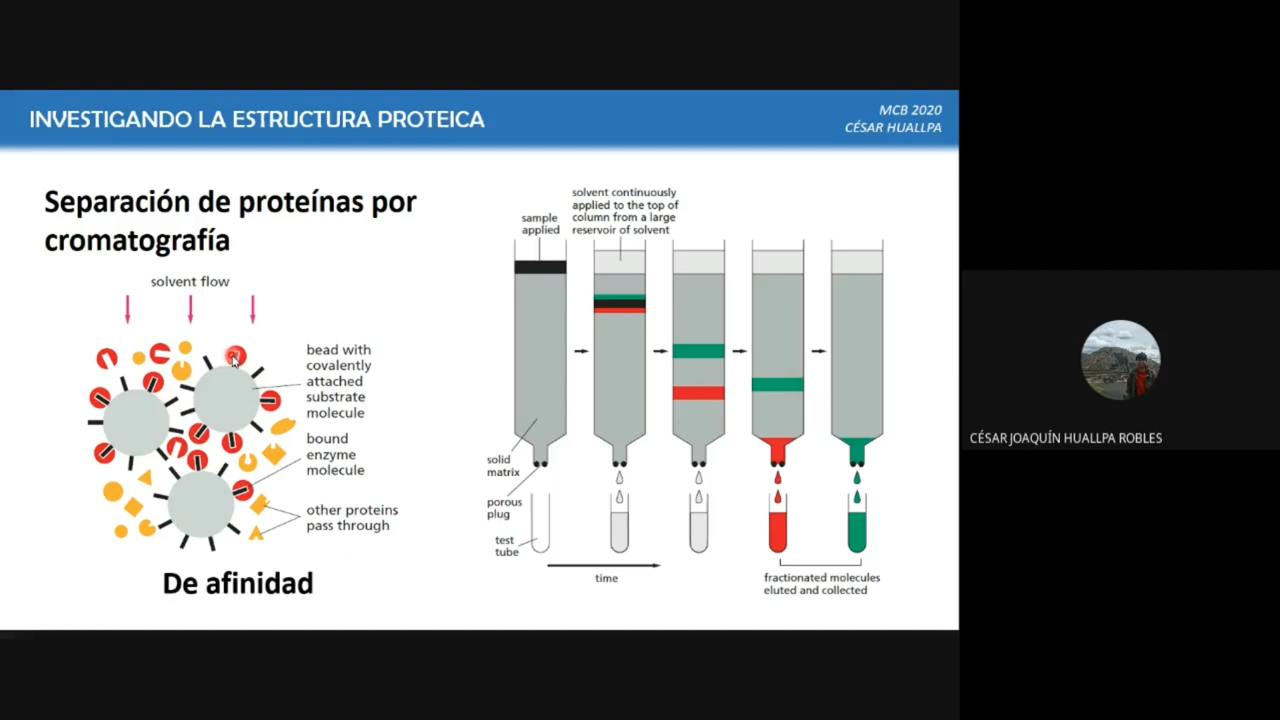 INVESTIGANDO LA ESTRUCTURA PROTEICA
MCB 2020
CÉSAR HUALLPA
Separación de proteínas por
cromatografía
solvent flow
bead with
covalently
attached
substrate
molecule
bound
enzyme
molecule
other proteins
pass through
De afinidad
sample
applied
solvent continuously
applied to the top of
column from a large
reservoir of solvent
solid
matrix
porous
plug
test
tube
time
fractionated molecules
eluted and collected
CÉSAR JOAQUÍN HUALLPA ROBLES